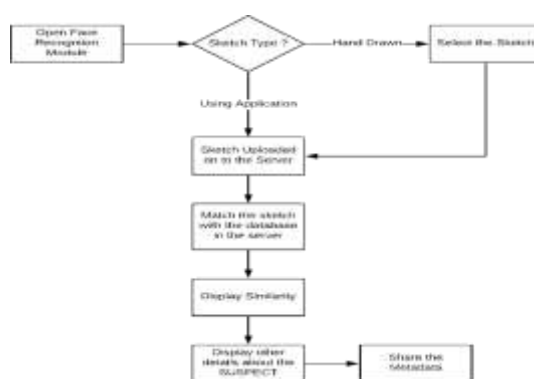 Open Face
Recognition
Module
Sketch Type ?
Hand Drawn
Select the Sketch
Using Application
Sketch Uploaded
on to the Server
Match the sketch
with the database
in the server
Display Similarity
Display other
details about the
SUSPECT
Share the
Metadata